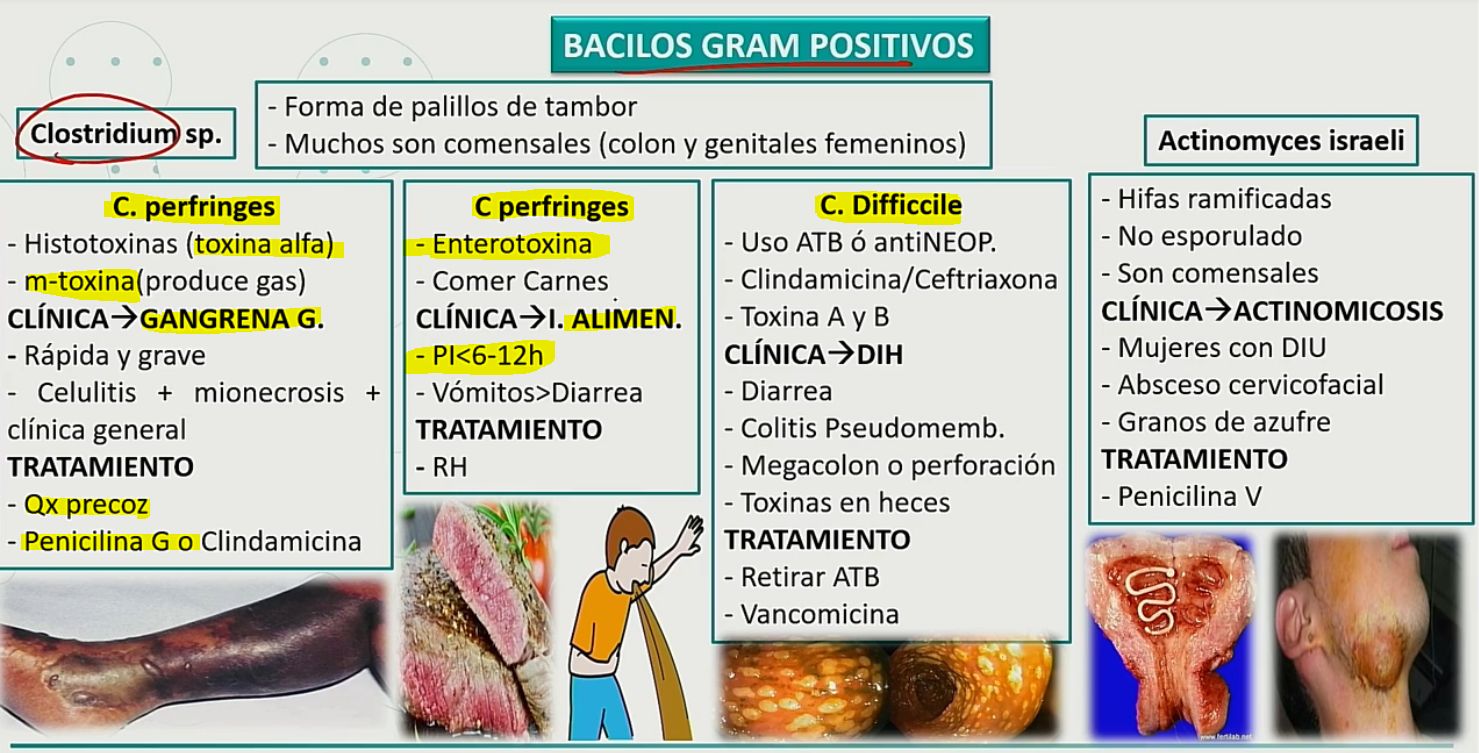 BACILOS GRAM POSITIVOS
Clostridium sp.
- Forma de palillos de tambor
- Muchos son comensales (colon y genitales femeninos)
C. perfringes
- Histotoxinas (toxina alfa)
- m-toxina(produce gas)
CLÍNICA→GANGRENA G.
- Rápida y grave
- Celulitis + mionecrosis +
clínica general
TRATAMIENTO
- Qx precoz
- Penicilina G o Clindamicina
C perfringes
- Enterotoxina
- Comer Carnes
CLÍNICA→I. ALIMEN.
- PI<6-12h
- Vómitos>Diarrea
TRATAMIENTO
- RH
C. Difficcile
- Uso ATB ó antiNEOP.
- Clindamicina/Ceftriaxona
- Toxina A y B
CLÍNICA→DIH
- Diarrea
- Colitis Pseudomemb.
- Megacolon o perforación
- Toxinas en heces
TRATAMIENTO
- Retirar ATB
- Vancomicina
Actinomyces israeli
- Hifas ramificadas
- No esporulado
- Son comensales
CLÍNICA→ACTINOMICOSIS
- Mujeres con DIU
- Absceso cervicofacial
- Granos de azufre
TRATAMIENTO
- Penicilina V
www.fertilab.net